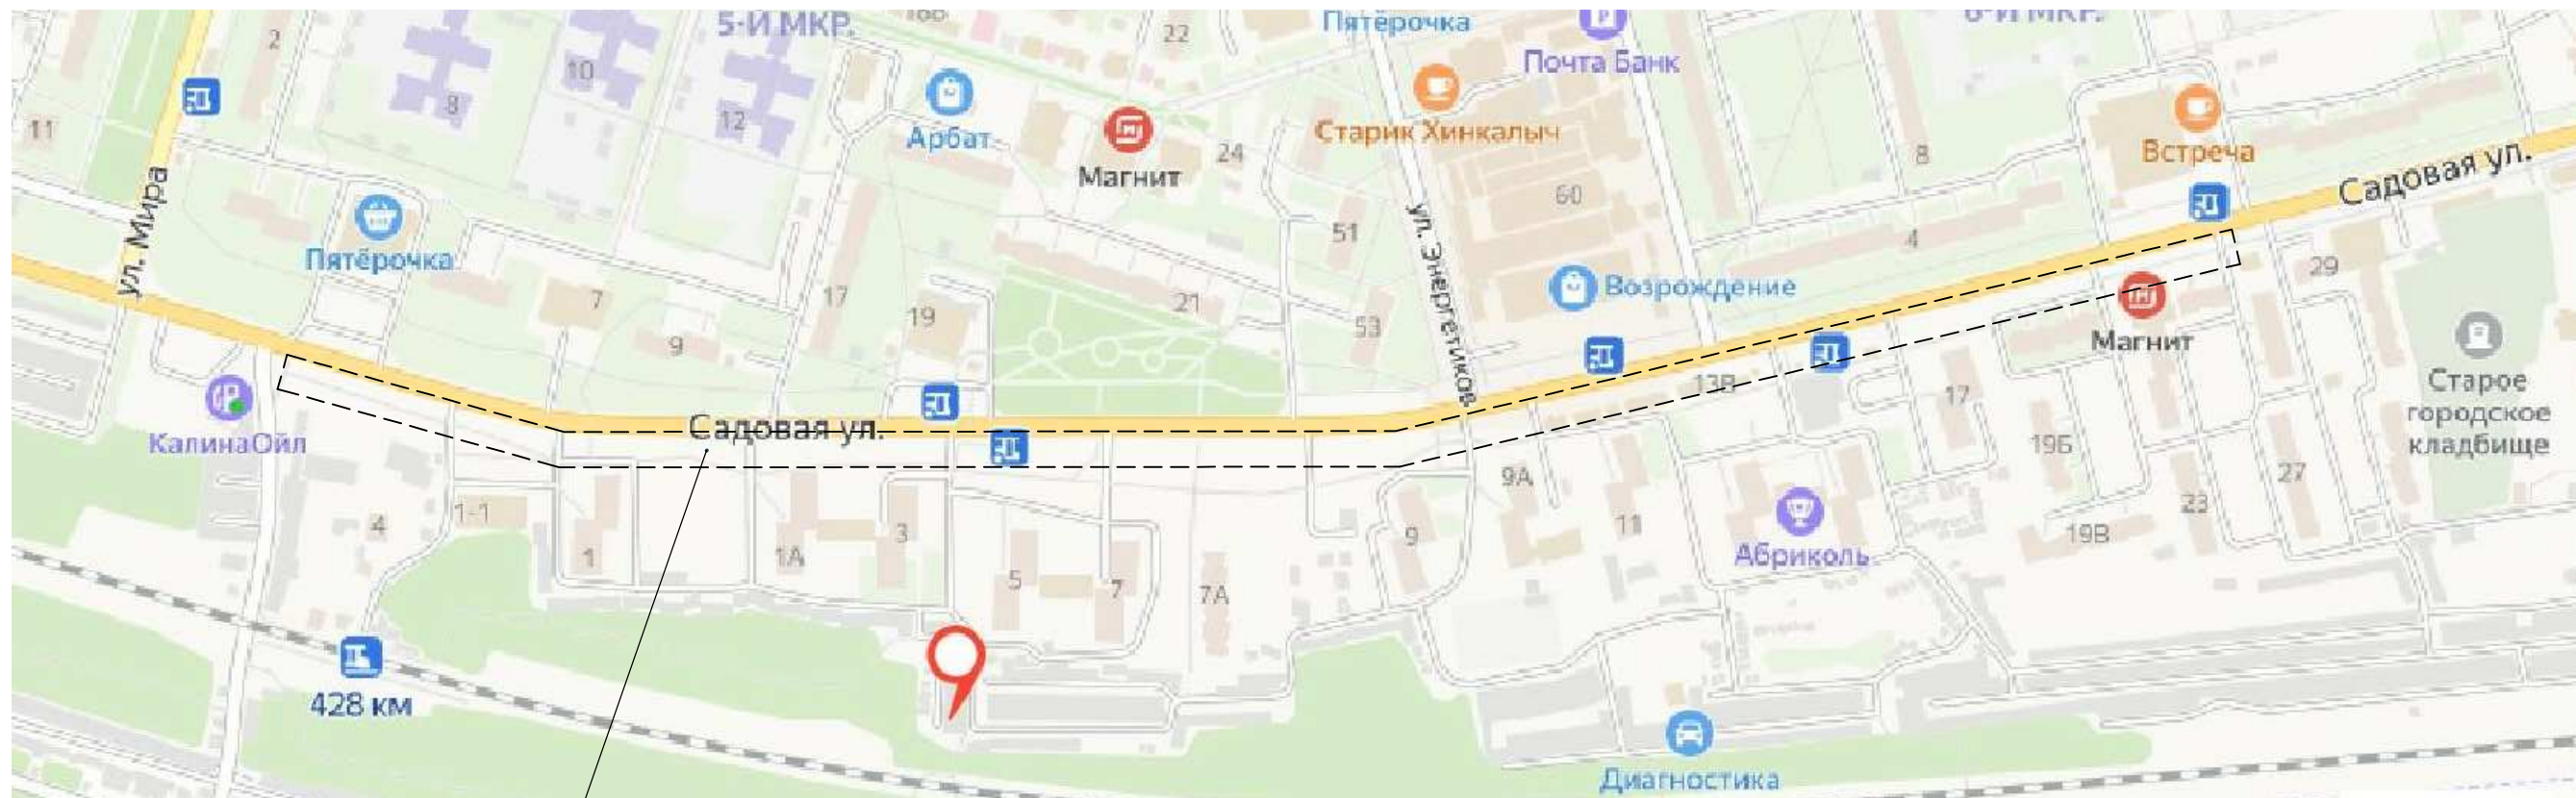 5-Й МКР.
22
Пятёрочка
Почта Банк
6-Й МКР.
2
8
10
12
11
Арбат
Магнит
24
Старик Хинкалыч
60
8
Встреча
Садовая ул.
ул. Мира
Пятёрочка
7
9
17
19
21
51
53
ул. Энергетиков
Возрождение
4
29
Магнит
Старое
городское
кладбище
КалинаОйл
Садовая ул.
13В
17
19Б
27
23
19В
4
1-1
1
1А
3
5
7
7А
9
9А
11
Абриколь
428 км
Диагностика